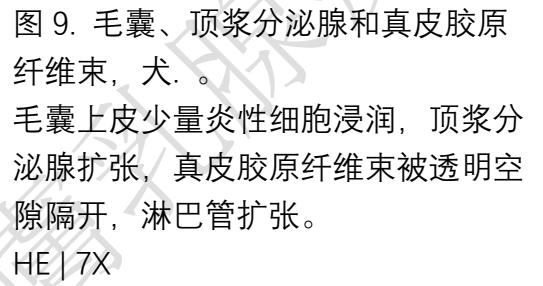 图 9. 毛囊、顶浆分泌腺和真皮胶原
纤维束，犬. 。
毛囊上皮少量炎性细胞浸润，顶浆分
泌腺扩张，真皮胶原纤维束被透明空
隙隔开，淋巴管扩张。
HE | 7X